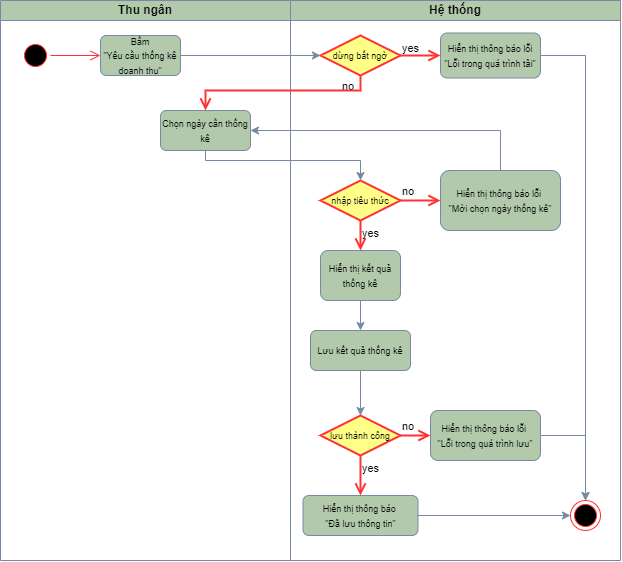 Thu ngân
Hệ thống
Bấm
"Yêu cầu thống kê
doanh thu"
dừng bất ngờ
yes
Hiển thị thông báo lỗi
"Lỗi trong quá trình tải"
no
Chọn ngày cần thống
kê
nhập tiêu thức
no
Hiển thị thông báo lỗi
"Mời chọn ngày thống kê"
yes
Hiển thị kết quả
thống kê
Lưu kết quả thống kê
lưu thành công
no
Hiển thị thông báo lỗi
"Lỗi trong quá trình lưu"
yes
Hiển thị thông báo
"Đã lưu thông tin"